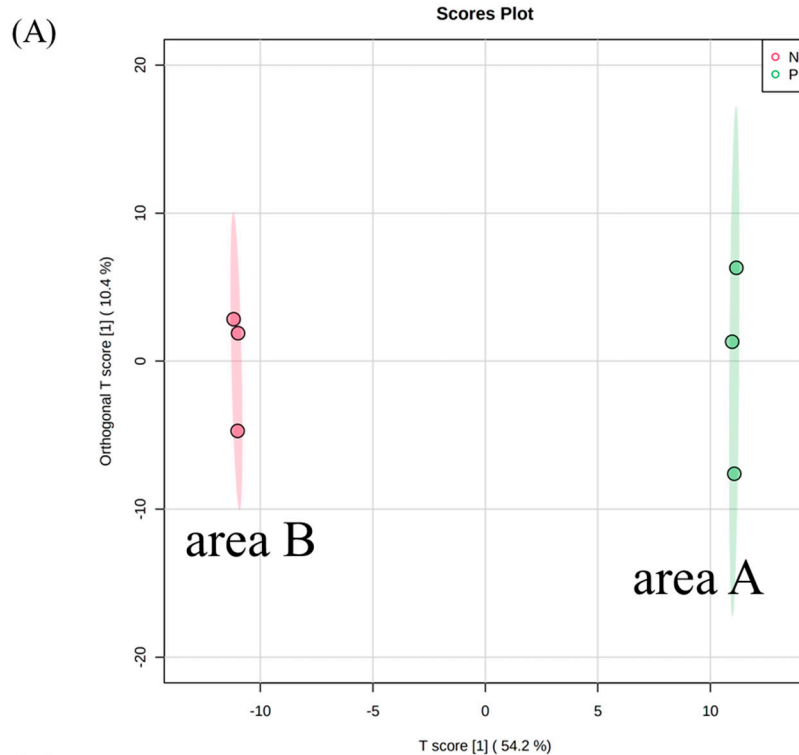 (A)
Scores Plot
N
P
20
10
0
-10
-20
Orthogonal T score [1] ( 10.4 %)
area B
area A
-10
-5
0
5
10
T score [1] ( 54.2 %)